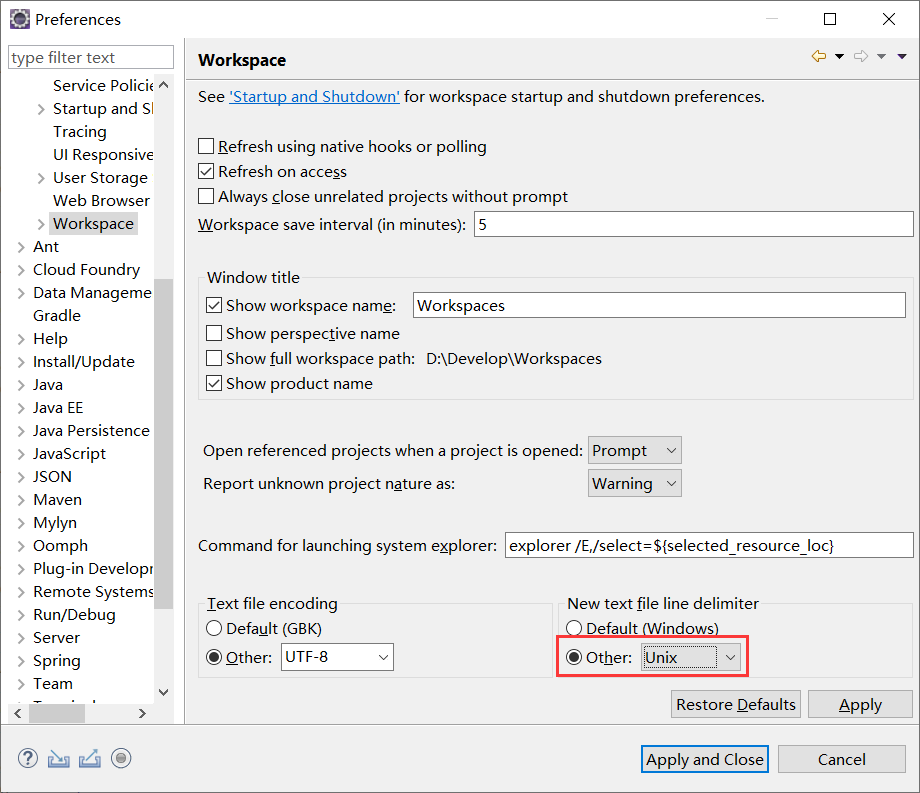 Preferences
type filter text
Service Policie
Startup and Sl
Tracing
UI Responsive
User Storage
Web Browser
Workspace
Ant
Cloud Foundry
Data Manageme
Gradle
Help
Install/Update
Java
Java EE
Java Persistence
JavaScript
JSON
Maven
Mylyn
Oomph
Plug-in Developr
Remote Systems
Run/Debug
Server
Spring
Team
Workspace
See 'Startup and Shutdown' for workspace startup and shutdown preferences.
Refresh using native hooks or polling
Refresh on access
Always close unrelated projects without prompt
Workspace save interval (in minutes): 5
Window title
Show workspace name: Workspaces
Show perspective name
Show full workspace path: D:\Develop\Workspaces
Show product name
Open referenced projects when a project is opened: Prompt
Report unknown project nature as: Warning
Command for launching system explorer: explorer /E,/select=${selected_resource_loc}
Text file encoding
Default (GBK)
Other: UTF-8
New text file line delimiter
Default (Windows)
Other: Unix
Restore Defaults Apply
? Apply and Close Cancel